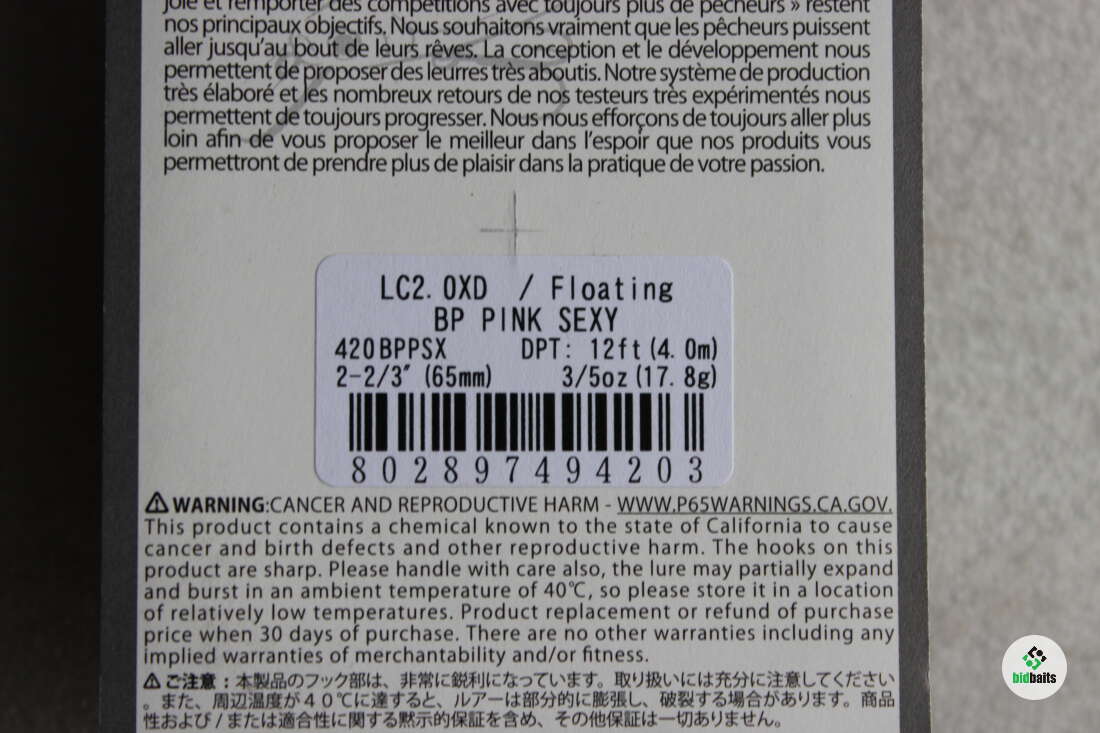 joie et remporter des compétitions avec toujours plus de pêcheurs » restent
nos principaux objectifs. Nous souhaitons vraiment que les pêcheurs puissent
aller jusqu'au bout de leurs rêves. La conception et le développement nous
permettent de proposer des leurres très aboutis. Notre système de production
très élaboré et les nombreux retours de nos testeurs très expérimentés nous
permettent de toujours progresser. Nous nous efforçons de toujours aller plus
loin afin de vous proposer le meilleur dans l'espoir que nos produits vous
permettront de prendre plus de plaisir dans la pratique de votre passion.
LC2.0XD / Floating
BP PINK SEXY
420BPPSX DPT: 12ft(4.0m)
2-2/3" (65mm) 3/5oz(17.8g)
802897494203
⚠WARNING:CANCER AND REPRODUCTIVE HARM - WWW.P65WARNINGS.CA.GOV.
This product contains a chemical known to the state of California to cause
cancer and birth defects and other reproductive harm. The hooks on this
product are sharp. Please handle with care also, the lure may partially expand
and burst in an ambient temperature of 40℃, so please store it in a location
of relatively low temperatures. Product replacement or refund of purchase
price when 30 days of purchase. There are no other warranties including any
implied warranties of merchantability and/or fitness.
⚠ご注意：本製品のフック部は、非常に鋭利になっています。取り扱いには充分に注意してください
。また、周辺温度が４０℃に達すると、ルアーは部分的に膨張し、破裂する場合があります。商品
性および/または適合性に関する黙示的保証を含め、その他保証は一切ありません。
bidbaits